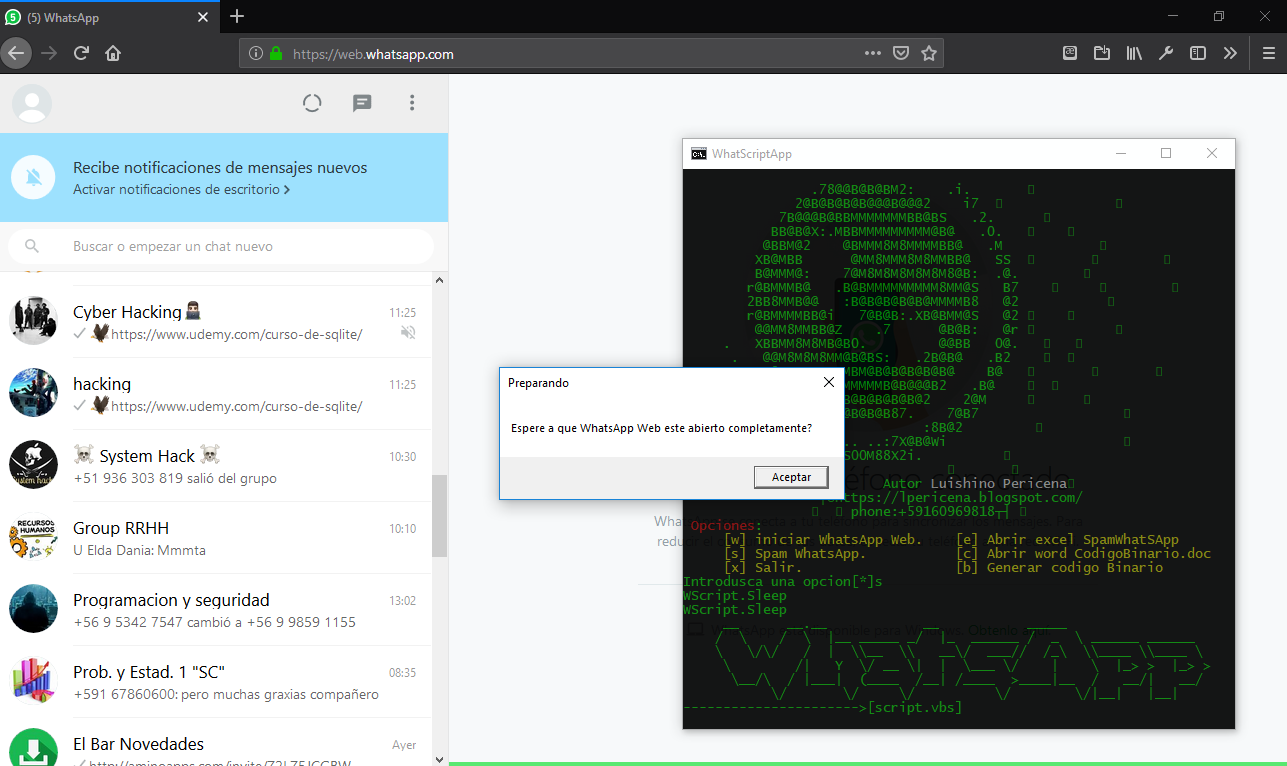 (5) WhatsApp
https://web.whatsapp.com
Recibe notificaciones de mensajes nuevos
Activar notificaciones de escritorio >
Buscar o empezar un chat nuevo
Cyber Hacking 11:25
https://www.udemy.com/curso-de-sqlite/
hacking 11:25
https://www.udemy.com/curso-de-sqlite/
☠ System Hack ☠ 10:30
+51 936 303 819 salió del grupo
Group RRHH 10:10
U Elda Dania: Mmmta
Programacion y seguridad 13:02
+56 9 5342 7547 cambió a +56 9 9859 1155
Prob. y Estad. 1 "SC" 08:35
+591 67860600: pero muchas graxias compañero
El Bar Novedades Ayer
WhatScriptApp
Preparando
Espere a que WhatsApp Web este abierto completamente?
Aceptar
Autor Luishino Pericena
https://lpericena.blogspot.com/
phone:+59160969818
Opciones:
[w] iniciar WhatsApp Web. [e] Abrir excel SpamWhatSApp
[s] Spam WhatsApp. [c] Abrir word CodigoBinario.doc
[x] Salir. [b] Generar codigo Binario
Introdusca una opcion[*]s
WScript.Sleep
WScript.Sleep
WhatsApp
---------------------->[script.vbs]